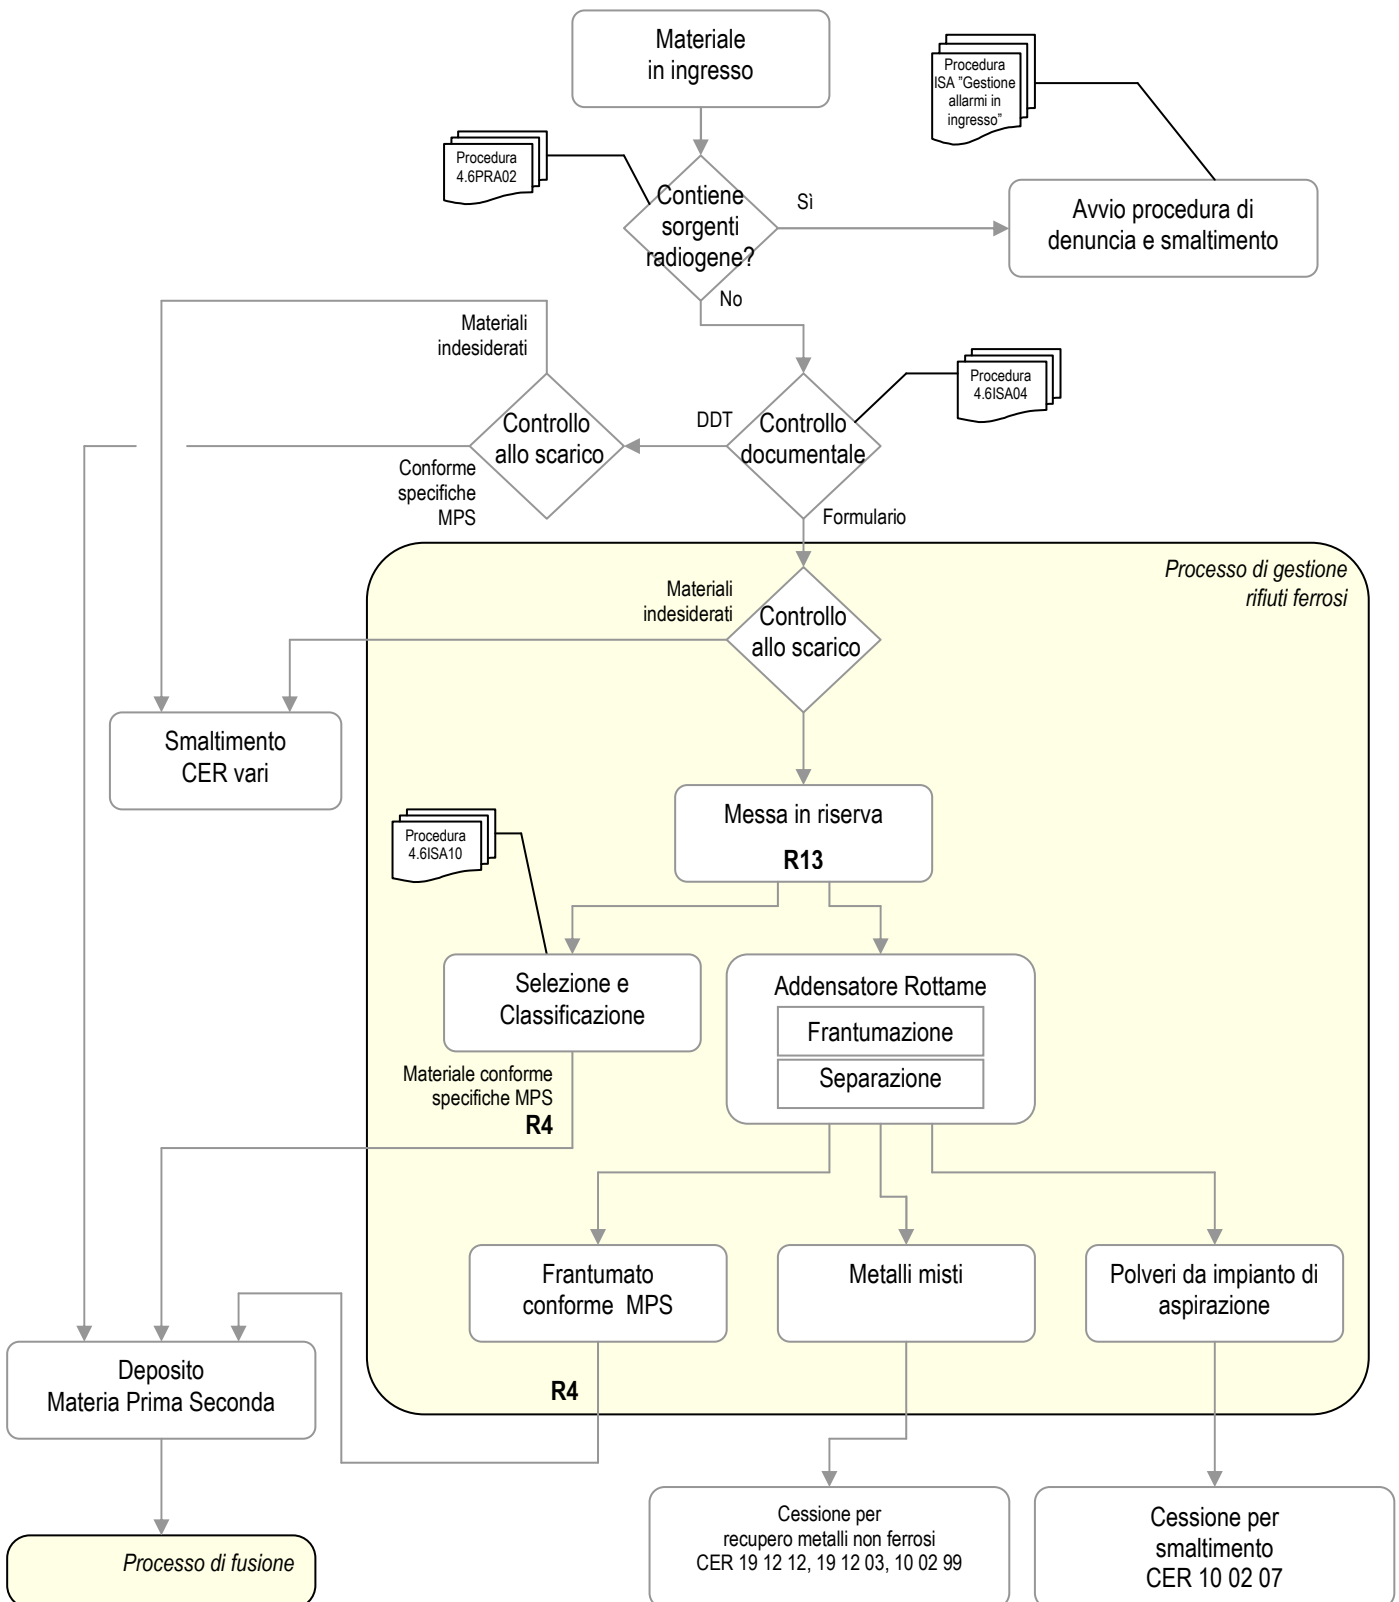 Materiale
in ingresso
Procedura
ISA "Gestione
allarmi in
ingresso"
Procedura
4.6PRA02
Contiene
sorgenti
radiogene?
Sì
Avvio procedura di
denuncia e smaltimento
No
Materiali
indesiderati
Procedura
4.6ISA04
Controllo
allo scarico
DDT
Controllo
documentale
Conforme
specifiche
MPS
Formulario
Processo di gestione
rifiuti ferrosi
Materiali
indesiderati
Controllo
allo scarico
Smaltimento
CER vari
Messa in riserva
R13
Procedura
4.6ISA10
Selezione e
Classificazione
Addensatore Rottame
Frantumazione
Separazione
Materiale conforme
specifiche MPS
R4
Frantumato
conforme MPS
Metalli misti
Polveri da impianto di
aspirazione
Deposito
Materia Prima Seconda
R4
Processo di fusione
Cessione per
recupero metalli non ferrosi
CER 19 12 12, 19 12 03, 10 02 99
Cessione per
smaltimento
CER 10 02 07